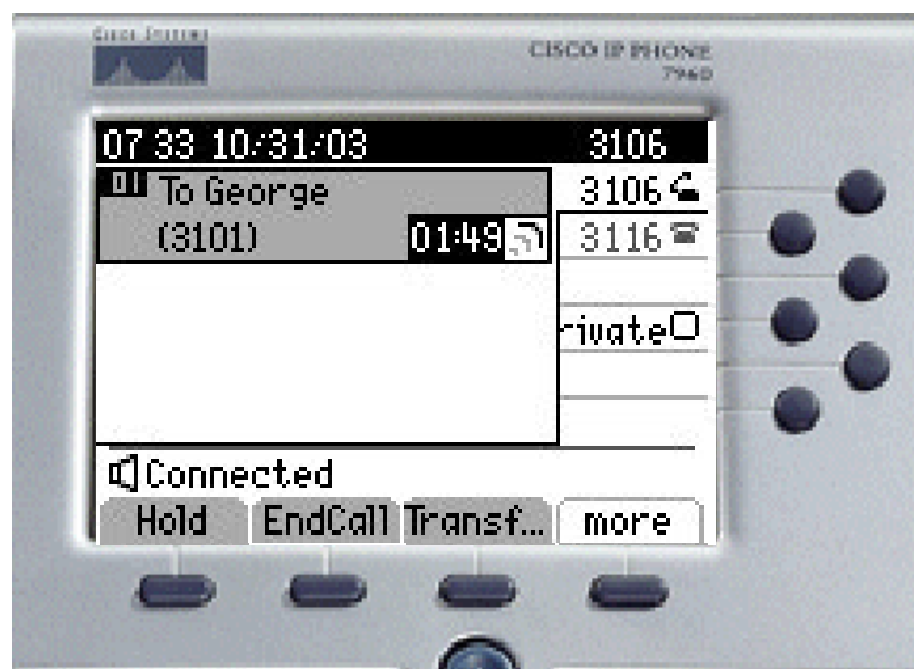 CISCO SYSTEMS
CISCO IP PHONE
7960
07 33 10/31/03 3106
01 To George 3106
(3101) 01:49 3116
rivate
Connected
Hold EndCall Transf... more